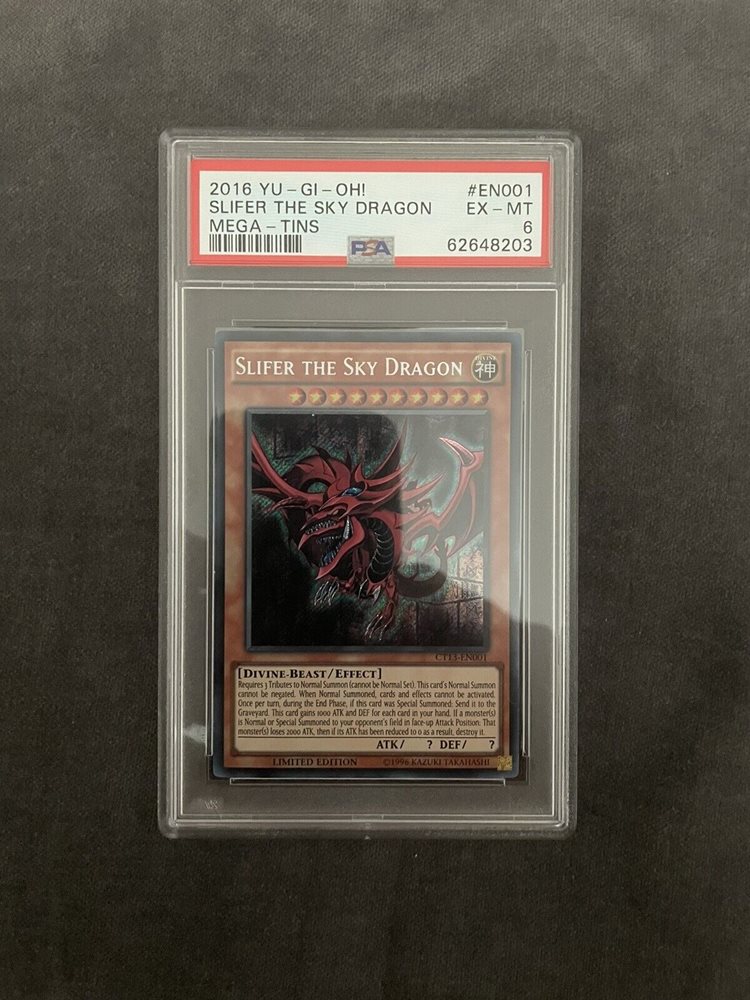 2016 YU-GI-OH! #EN001
SLIFER THE SKY DRAGON EX-MT
MEGA-TINS 6
PSA 62648203
SLIFER THE SKY DRAGON DIVINE 神
CT13-EN001
[DIVINE-BEAST/EFFECT]
Requires 3 Tributes to Normal Summon (cannot be Normal Set). This card's Normal Summon
cannot be negated. When Normal Summoned, cards and effects cannot be activated.
Once per turn, during the End Phase, if this card was Special Summoned: Send it to the
Graveyard. This card gains 1000 ATK and DEF for each card in your hand. If a monster(s)
is Normal or Special Summoned to your opponent's field in face-up Attack Position: That
monster(s) loses 2000 ATK, then if its ATK has been reduced to 0 as a result, destroy it.
ATK/ ? DEF/ ?
LIMITED EDITION ©1996 KAZUKI TAKAHASHI